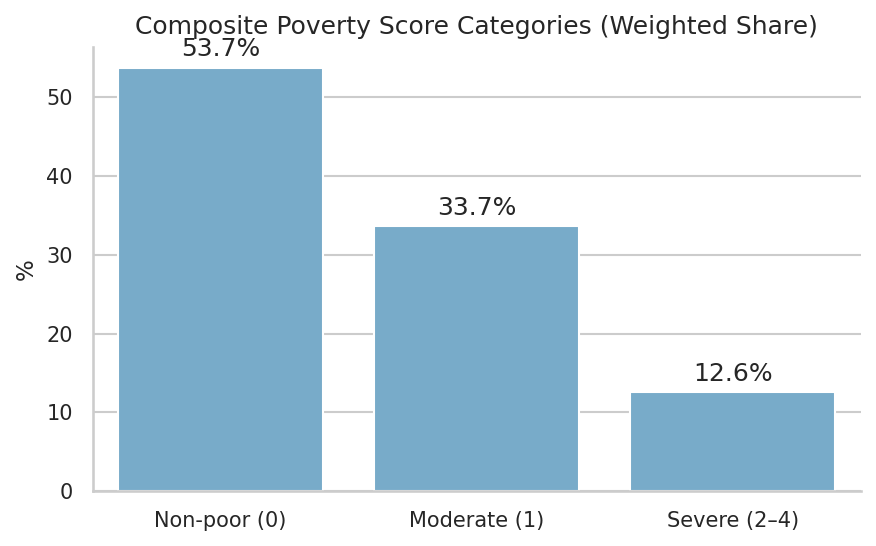 Composite Poverty Score Categories (Weighted Share)
53.7%
50
40
33.7%
30
%
20
12.6%
10
0
Non-poor (0)
Moderate (1)
Severe (2–4)